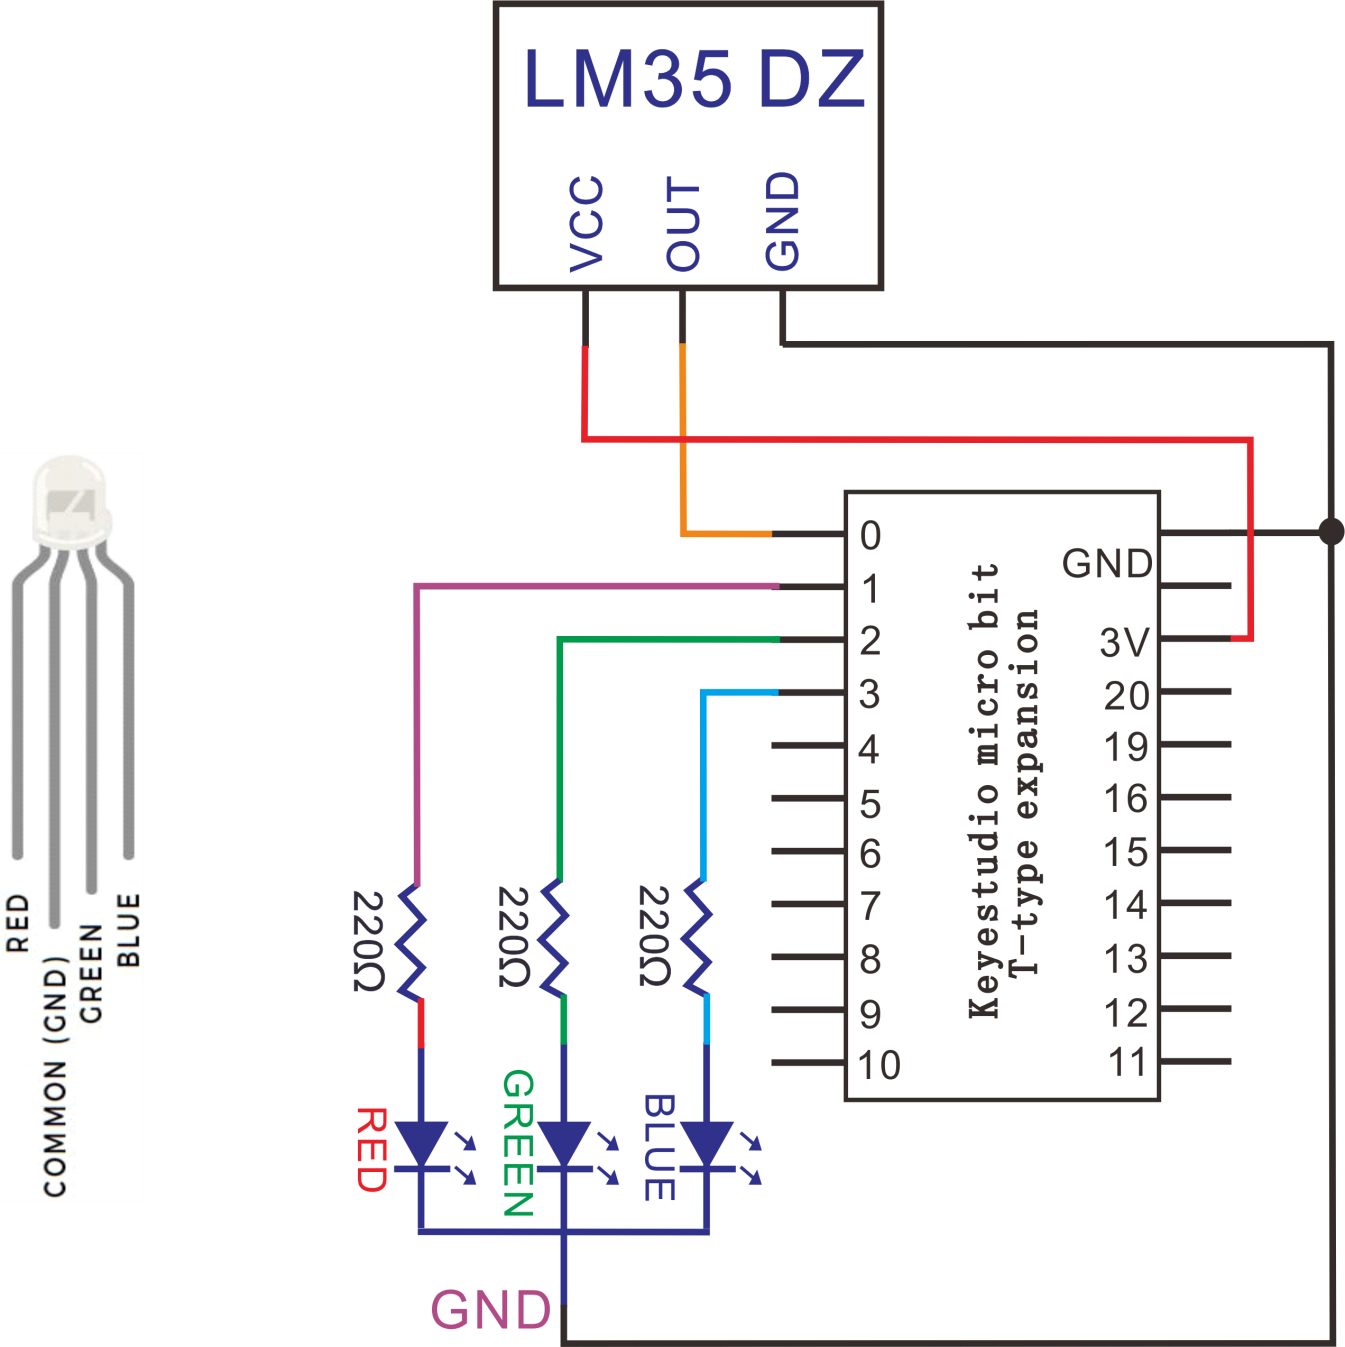 LM35 DZ
VCC
OUT
GND
0
1
2
3
4
5
6
7
8
9
10
Keyestudio micro bit
T-type expansion
GND
3V
20
19
16
15
14
13
12
11
RED
COMMON (GND)
GREEN
BLUE
220Ω
220Ω
220Ω
RED
GREEN
BLUE
GND